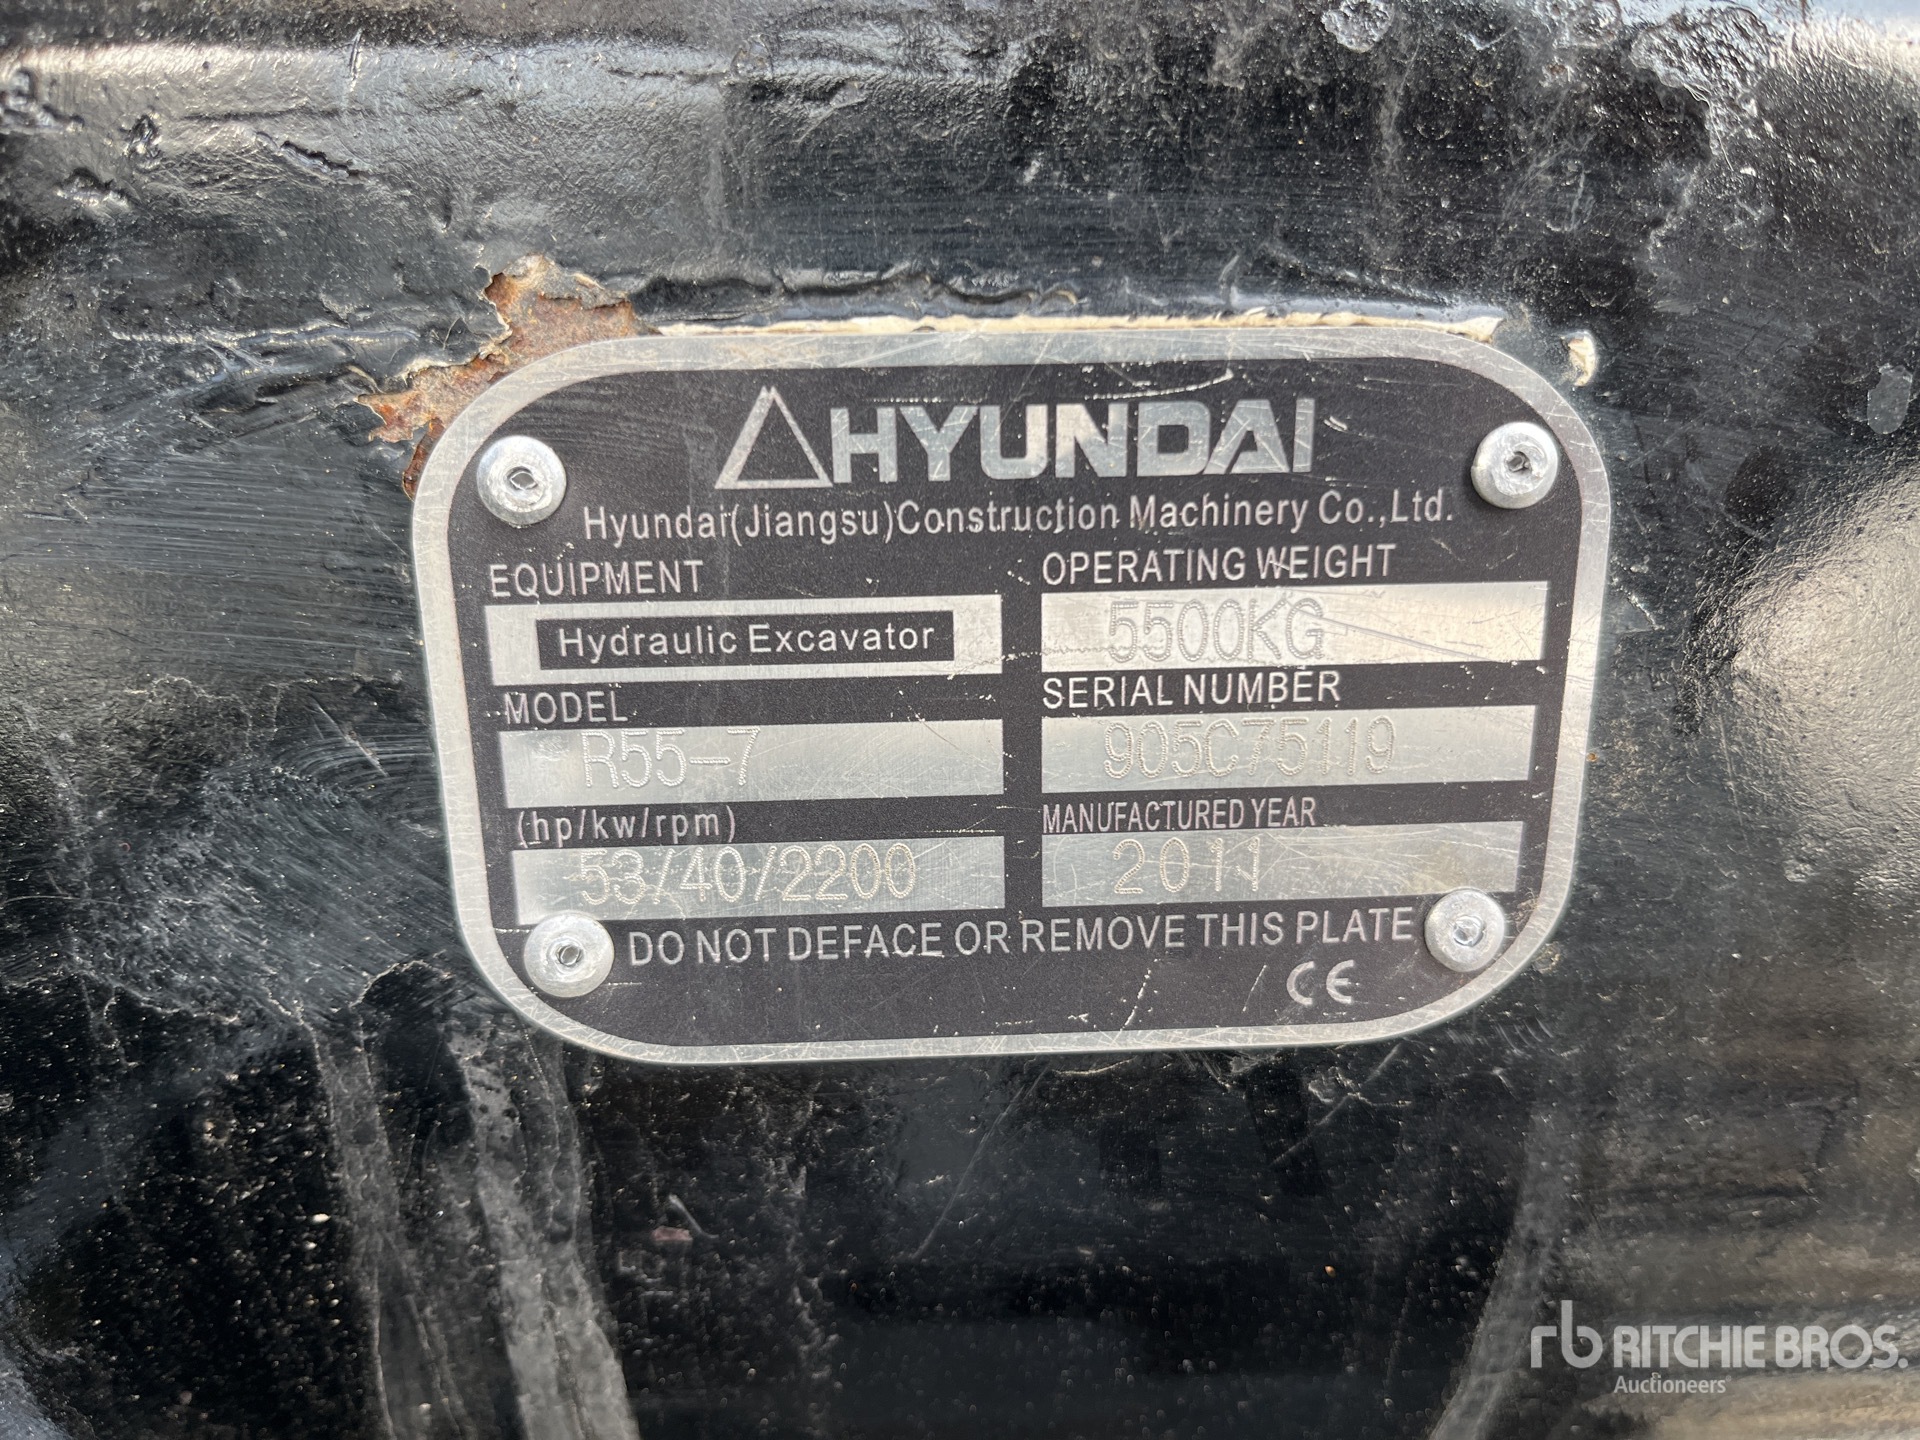 HYUNDAI
Hyundai(Jiangsu)Construction Machinery Co.,Ltd.
EQUIPMENT
Hydraulic Excavator
OPERATING WEIGHT
5500KG
MODEL
R55-7
SERIAL NUMBER
905C75119
(hp/kw/rpm)
53/40/2200
MANUFACTURED YEAR
2011
DO NOT DEFACE OR REMOVE THIS PLATE
CE
rb RITCHIE BROS.
Auctioneers